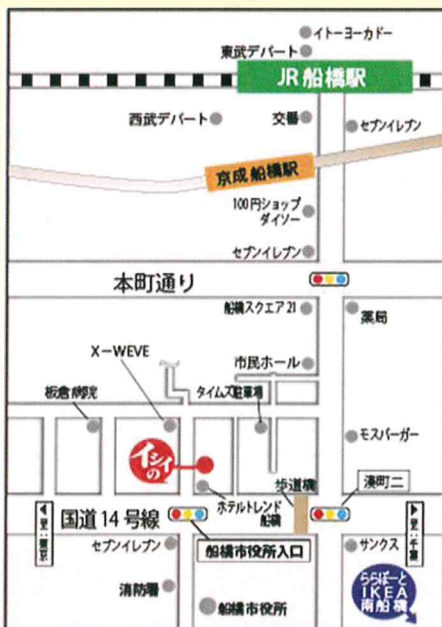 イトーヨーカドー
東武デパート
JR 船橋駅
西武デパート
交番
セブンイレブン
京成船橋駅
100円ショップ
ダイソー
セブンイレブン
本町通り
船橋スクエア21
薬局
X－WEVE
市民ホール
板倉病院
タイムズ駐車場
モスバーガー
イシイの
歩道橋
湊町二
ホテルトレンド
船橋
国道14号線
至:東京
至:千葉
セブンイレブン
船橋市役所入口
サンクス
消防署
船橋市役所
ららぽーと
IKEA
南船橋